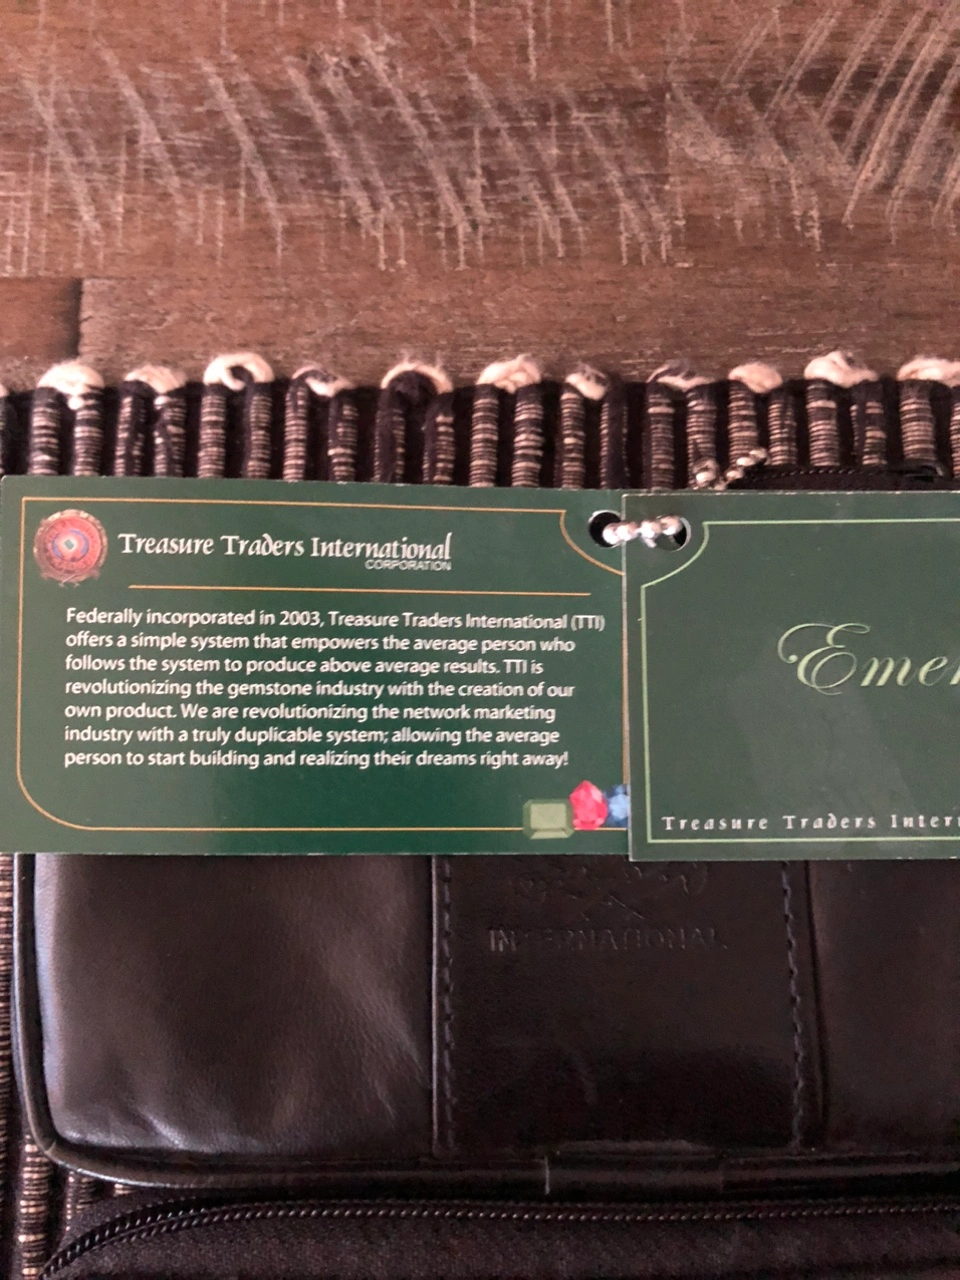 Treasure Traders International
CORPORATION
Federally incorporated in 2003, Treasure Traders International (TTI)
offers a simple system that empowers the average person who
follows the system to produce above average results. TTI is
revolutionizing the gemstone industry with the creation of our
own product. We are revolutionizing the network marketing
industry with a truly duplicable system; allowing the average
person to start building and realizing their dreams right away!
Emer
Treasure Traders Intern
INTERNATIONAL